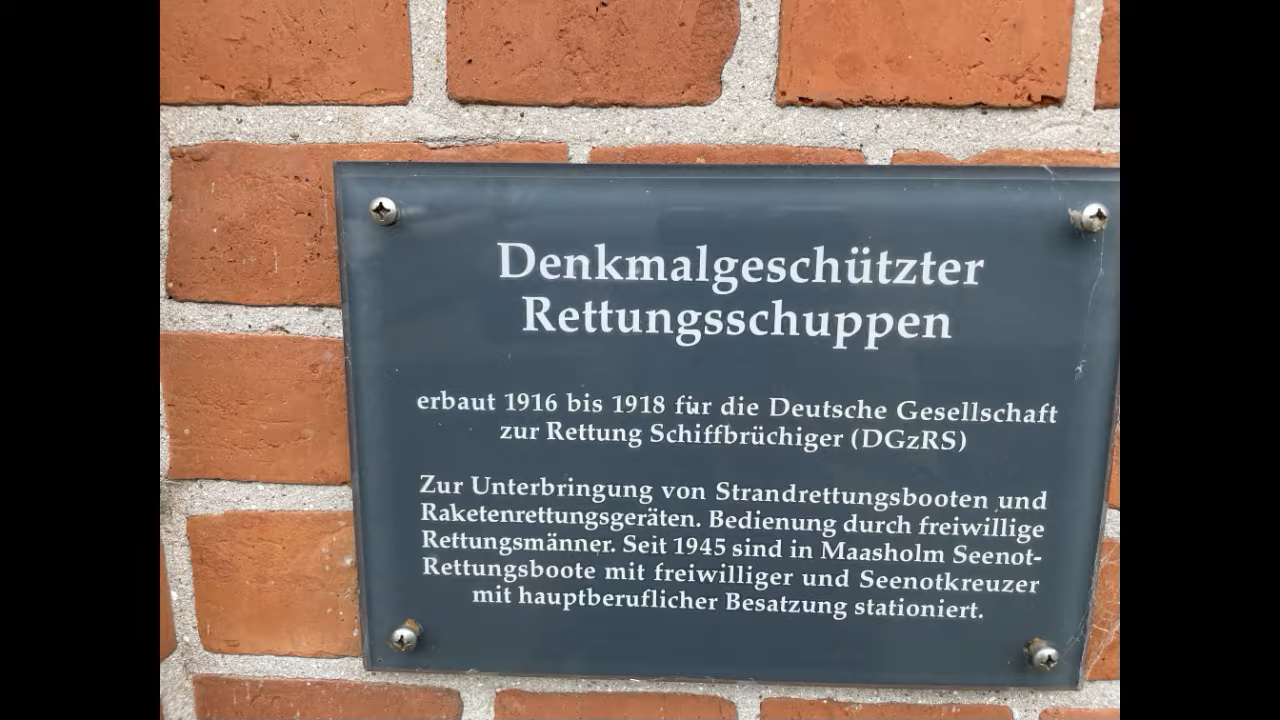 Denkmalgeschützter
Rettungsschuppen
erbaut 1916 bis 1918 für die Deutsche Gesellschaft
zur Rettung Schiffbrüchiger (DGzRS)
Zur Unterbringung von Strandrettungsbooten und
Raketenrettungsgeräten. Bedienung durch freiwillige
Rettungsmänner. Seit 1945 sind in Maasholm Seenot-
Rettungsboote mit freiwilliger und Seenotkreuzer
mit hauptberuflicher Besatzung stationiert.